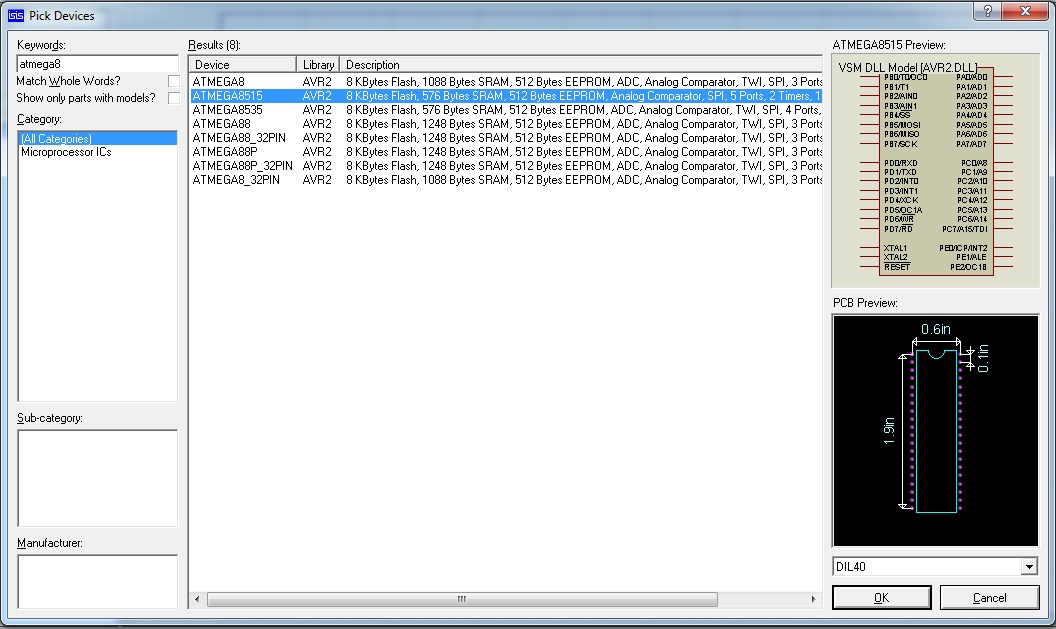 isis Pick Devices
Keywords:
atmega8
Match Whole Words?
Show only parts with models?
Category:
(All Categories)
Microprocessor ICs
Sub-category:
Manufacturer:
Results (8):
Device Library Description
ATMEGA8 AVR2 8 KBytes Flash, 1088 Bytes SRAM, 512 Bytes EEPROM, ADC, Analog Comparator, TWI, SPI, 3 Ports
ATMEGA8515 AVR2 8 KBytes Flash, 576 Bytes SRAM, 512 Bytes EEPROM, Analog Comparator, SPI, 5 Ports, 2 Timers, 1
ATMEGA8535 AVR2 8 KBytes Flash, 576 Bytes SRAM, 512 Bytes EEPROM, ADC, Analog Comparator, TWI, SPI, 4 Ports,
ATMEGA88 AVR2 8 KBytes Flash, 1248 Bytes SRAM, 512 Bytes EEPROM, ADC, Analog Comparator, TWI, SPI, 3 Ports
ATMEGA88_32PIN AVR2 8 KBytes Flash, 1248 Bytes SRAM, 512 Bytes EEPROM, ADC, Analog Comparator, TWI, SPI, 3 Ports
ATMEGA88P AVR2 8 KBytes Flash, 1248 Bytes SRAM, 512 Bytes EEPROM, ADC, Analog Comparator, TWI, SPI, 3 Ports
ATMEGA88P_32PIN AVR2 8 KBytes Flash, 1248 Bytes SRAM, 512 Bytes EEPROM, ADC, Analog Comparator, TWI, SPI, 3 Ports
ATMEGA8_32PIN AVR2 8 KBytes Flash, 1088 Bytes SRAM, 512 Bytes EEPROM, ADC, Analog Comparator, TWI, SPI, 3 Ports
ATMEGA8515 Preview:
VSM DLL Model [AVR2.DLL]
PB0/T0/OC0 PA0/AD0
PB1/T1 PA1/AD1
PB2/AIN0 PA2/AD2
PB3/AIN1 PA3/AD3
PB4/SS PA4/AD4
PB5/MOSI PA5/AD5
PB6/MISO PA6/AD6
PB7/SCK PA7/AD7
PD0/RXD PC0/A8
PD1/TXD PC1/A9
PD2/INT0 PC2/A10
PD3/INT1 PC3/A11
PD4/XCK PC4/A12
PD5/OC1A PC5/A13
PD6/WR PC6/A14
PD7/RD PC7/A15/TDI
XTAL1 PE0/ICP/INT2
XTAL2 PE1/ALE
RESET PE2/OC1B
PCB Preview:
0.6in
0.1in
1.9in
DIL40
OK Cancel